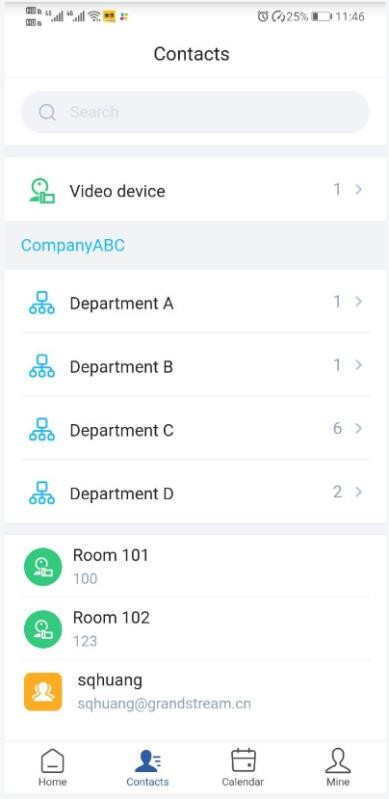 25% 11:46
Contacts
Search
Video device 1
CompanyABC
Department A 1
Department B 1
Department C 6
Department D 2
Room 101
100
Room 102
123
sqhuang
sqhuang@grandstream.cn
Home Contacts Calendar Mine